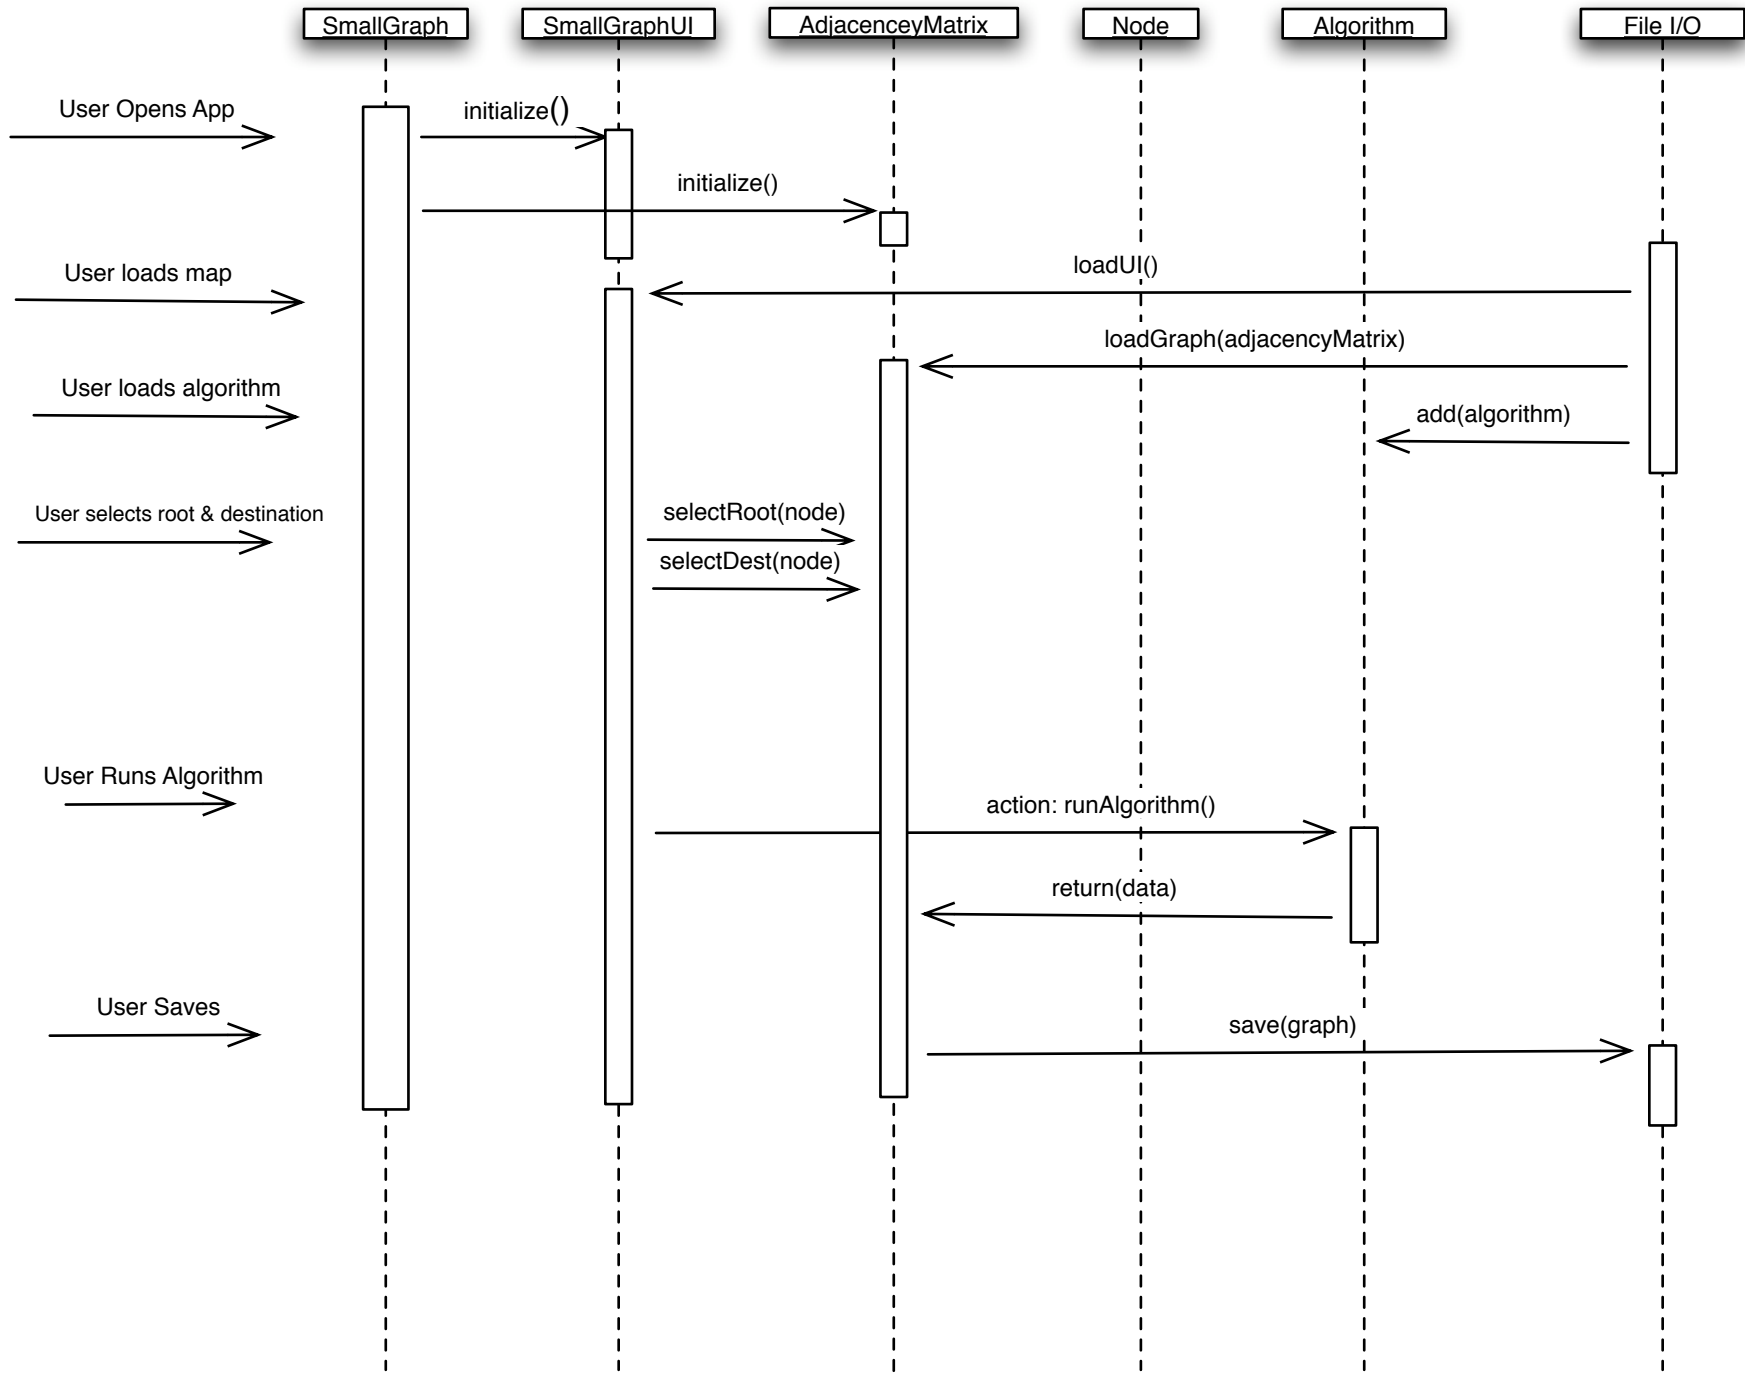 SmallGraph
SmallGraphUI
AdjacenceyMatrix
Node
Algorithm
File I/O
User Opens App
initialize()
initialize()
User loads map
loadUI()
loadGraph(adjacencyMatrix)
User loads algorithm
add(algorithm)
User selects root & destination
selectRoot(node)
selectDest(node)
User Runs Algorithm
action: runAlgorithm()
return(data)
User Saves
save(graph)